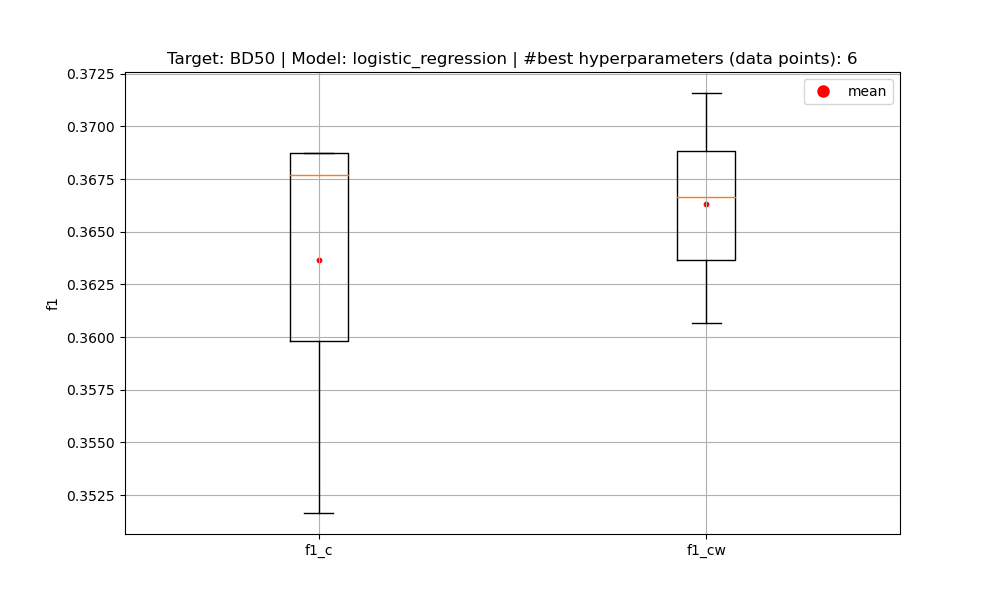 Target: BD50 | Model: logistic_regression | #best hyperparameters (data points): 6
mean
f1
0.3725
0.3700
0.3675
0.3650
0.3625
0.3600
0.3575
0.3550
0.3525
f1_c
f1_cw